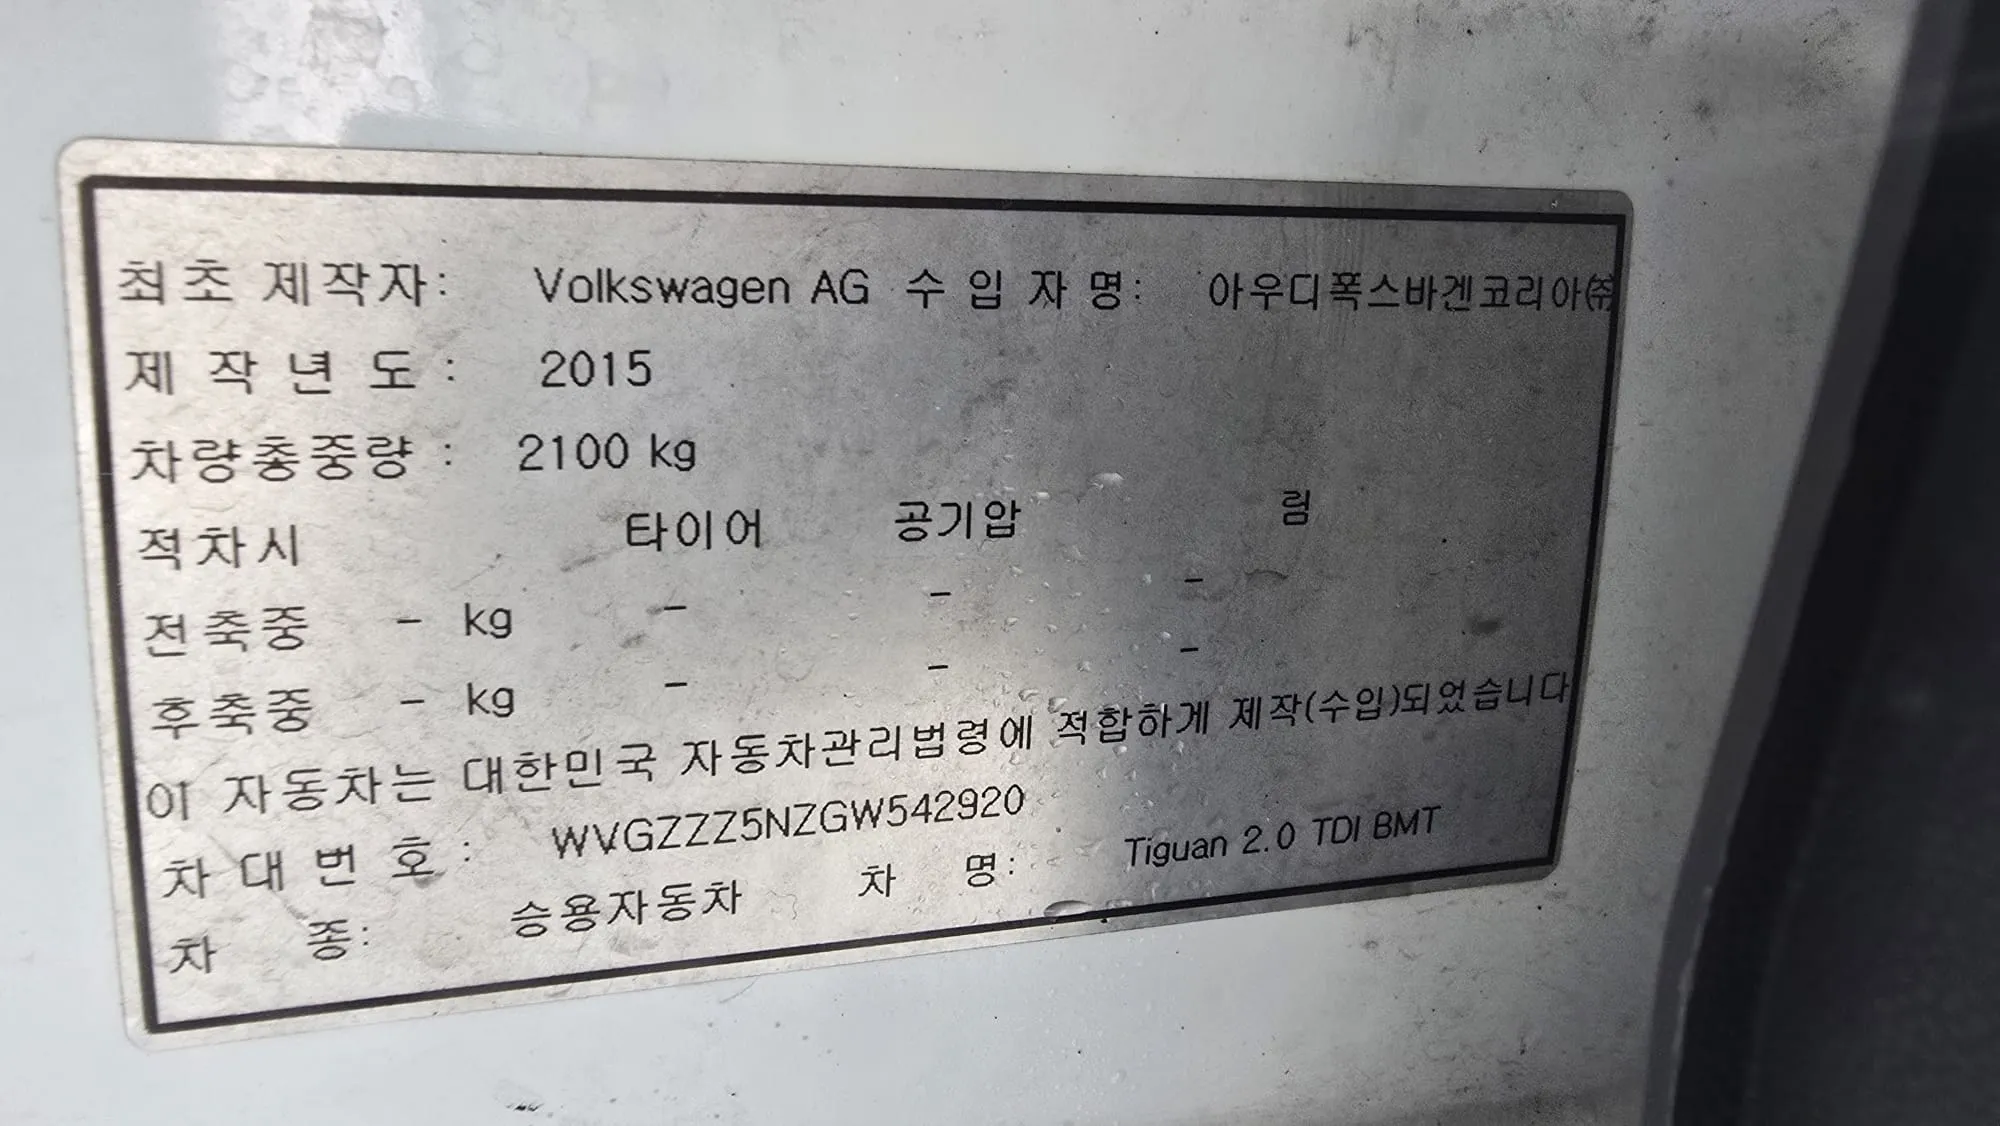 최초 제작자: Volkswagen AG 수 입 자 명: 아우디폭스바겐코리아㈜
제 작 년 도 : 2015
차량총중량 : 2100 kg
적차시 타이어 공기압 림
전축중 - kg - - -
후축중 - kg - - -
이 자동차는 대한민국 자동차관리법령에 적합하게 제작(수입)되었습니다
차 대 번 호 : WVGZZZ5NZGW542920
차 종: 승용자동차 차 명: Tiguan 2.0 TDI BMT